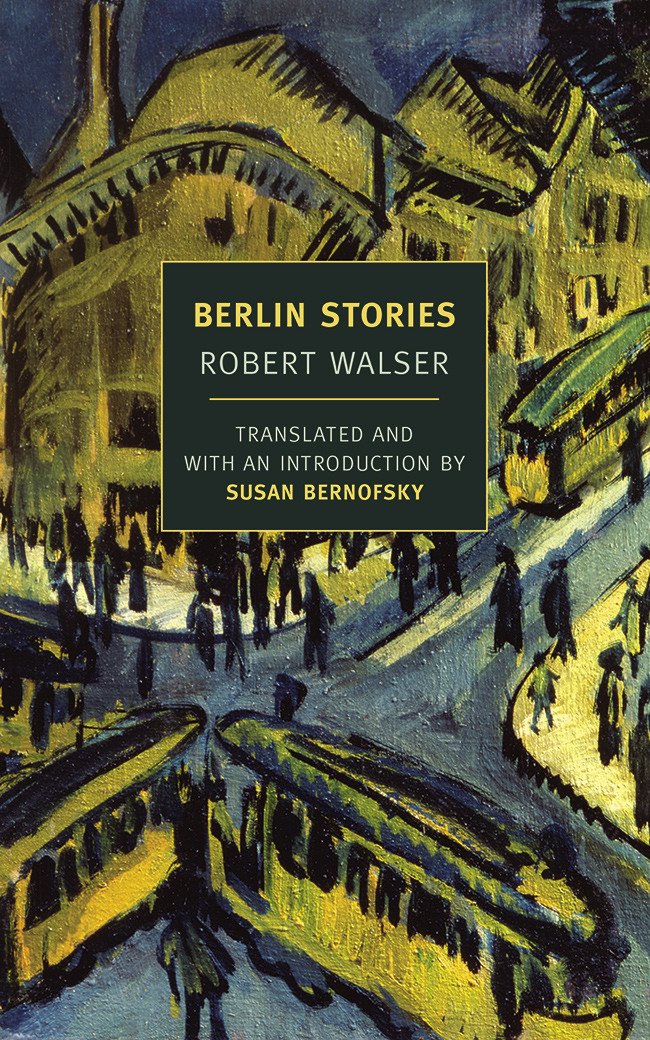 BERLIN STORIES
ROBERT WALSER
TRANSLATED AND
WITH AN INTRODUCTION BY
SUSAN BERNOFSKY